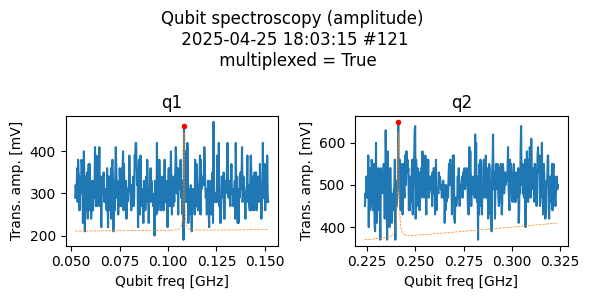 Qubit spectroscopy (amplitude)
2025-04-25 18:03:15 #121
multiplexed = True
q1
q2
Trans. amp. [mV]
400
300
200
0.050
0.075
0.100
0.125
0.150
Qubit freq [GHz]
Trans. amp. [mV]
600
500
400
0.225
0.250
0.275
0.300
0.325
Qubit freq [GHz]